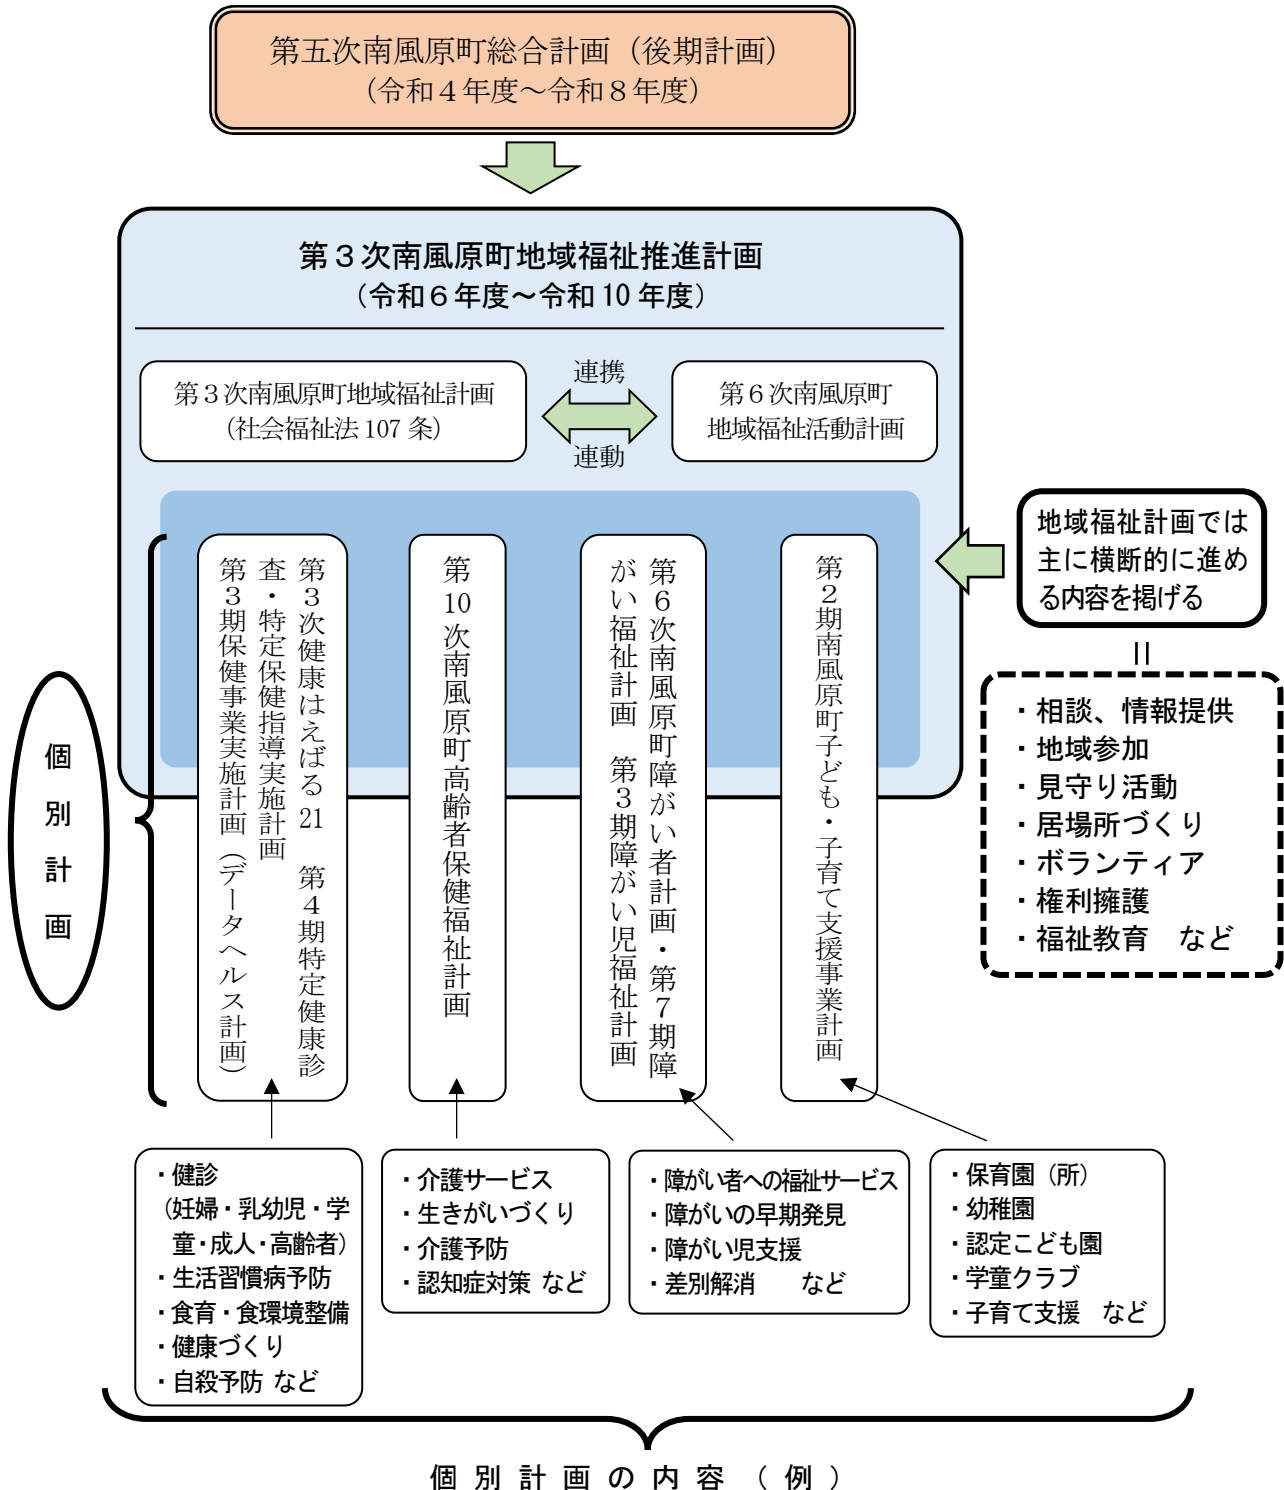 第五次南風原町総合計画（後期計画）
（令和４年度～令和８年度）
第３次南風原町地域福祉推進計画
（令和６年度～令和10年度）
第３次南風原町地域福祉計画
（社会福祉法107条）
連携
連動
第６次南風原町
地域福祉活動計画
地域福祉計画では
主に横断的に進め
る内容を掲げる
＝
・相談、情報提供
・地域参加
・見守り活動
・居場所づくり
・ボランティア
・権利擁護
・福祉教育　など
個別計画
第３次健康はえばる21　第４期特定健康診
査・特定保健指導実施計画
第３期保健事業実施計画（データヘルス計画）
第10次南風原町高齢者保健福祉計画
第６次南風原町障がい者計画・第７期障
がい福祉計画　第３期障がい児福祉計画
第２期南風原町子ども・子育て支援事業計画
・健診
（妊婦・乳幼児・学
童・成人・高齢者）
・生活習慣病予防
・食育・食環境整備
・健康づくり
・自殺予防 など
・介護サービス
・生きがいづくり
・介護予防
・認知症対策 など
・障がい者への福祉サービス
・障がいの早期発見
・障がい児支援
・差別解消　　など
・保育園（所）
・幼稚園
・認定こども園
・学童クラブ
・子育て支援　など
個別計画の内容（例）